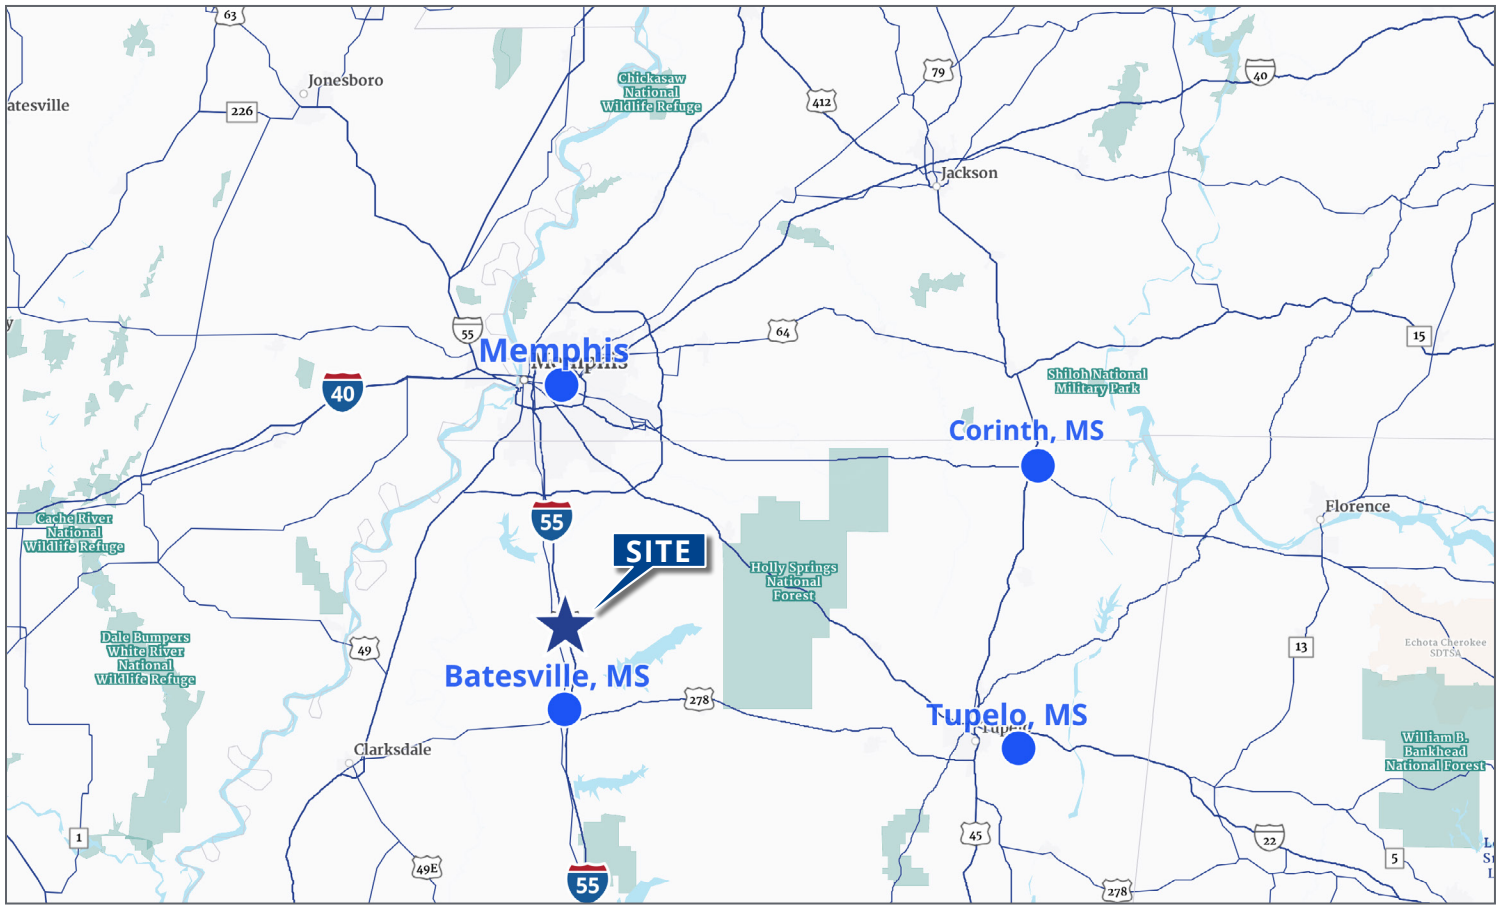 63
Jonesboro
atesville
226
Chickasaw
National
Wildlife Refuge
79
412
40
Jackson
y
55
64
15
Memphis
Memphis
40
Shiloh National
Military Park
Corinth, MS
Cache River
National
Wildlife Refuge
55
SITE
Florence
Holly Springs
National
Forest
Dale Bumpers
White River
National
Wildlife Refuge
49
13
Echota Cherokee
SDTSA
Batesville, MS
278
Tupelo, MS
Tupelo
Clarksdale
William B.
Bankhead
National Forest
1
45
22
5
49E
55
278